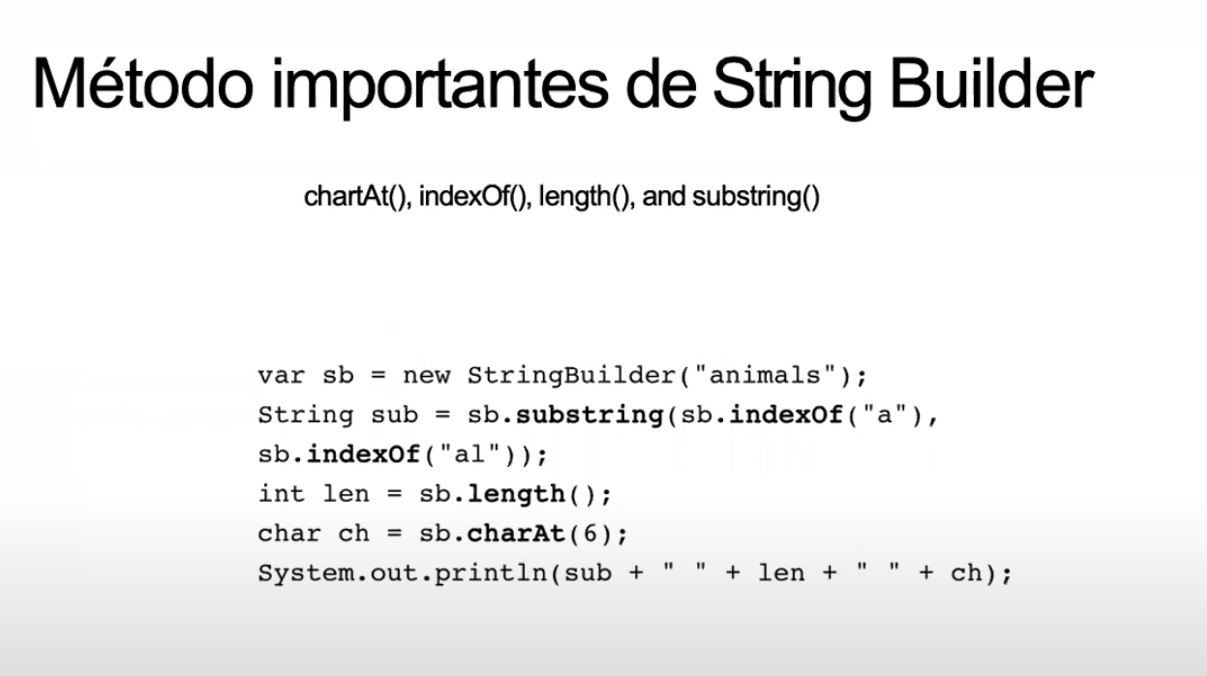 Método importantes de String Builder
chartAt(), indexOf(), length(), and substring()
var sb = new StringBuilder("animals");
String sub = sb.substring(sb.indexOf("a"),
sb.indexOf("al"));
int len = sb.length();
char ch = sb.charAt(6);
System.out.println(sub + " " + len + " " + ch);